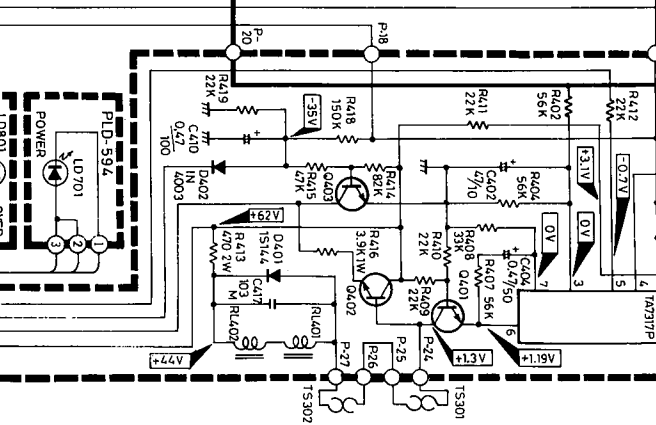 P-
20
P-18
R419
22K
C410
0.47
100
-35V
R418
150K
R411
22K
R402
56K
R412
22K
+3.11V
-0.7V
PLD-594
POWER
LD701
LD801
1
2
3
D402
IN
4003
R415
47K
Q403
R414
82K
C402
47/10
R404
56K
0V
0V
+62V
R413
470 2W
D401
1S144
C417
103
M
R416
3.9K1W
Q402
R410
22K
R408
33K
R409
22K
Q401
R407 56K
C404
0.47/50
7
3
5
4
6
TA7317P
RL402
RL401
+44V
+1.3V
+1.19V
P-27
P-26
P-25
P-24
TS302
TS301